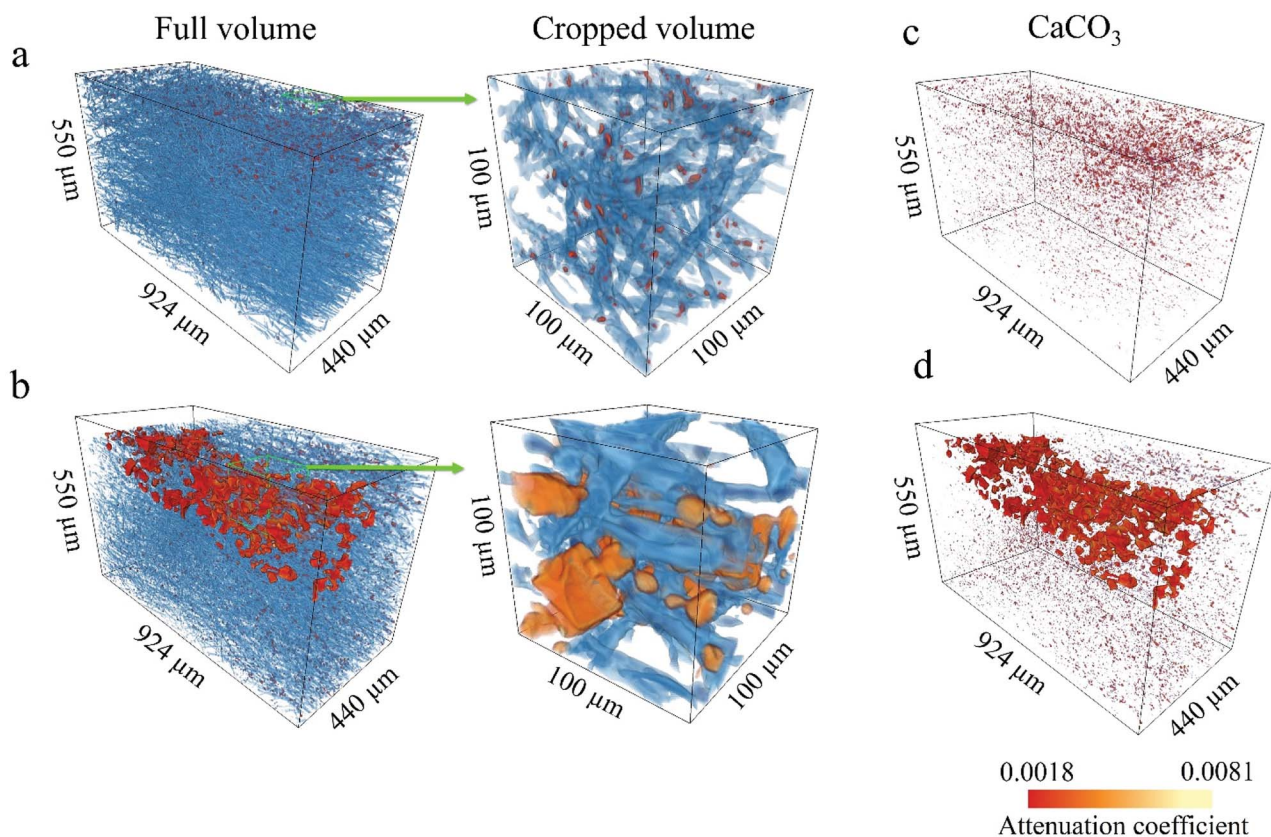 Full volume
Cropped volume
CaCO₃
a
550 µm
924 µm
440 µm
100 µm
100 µm
100 µm
c
550 µm
924 µm
440 µm
b
550 µm
924 µm
440 µm
100 µm
100 µm
100 µm
d
550 µm
924 µm
440 µm
0.0018 0.0081
Attenuation coefficient